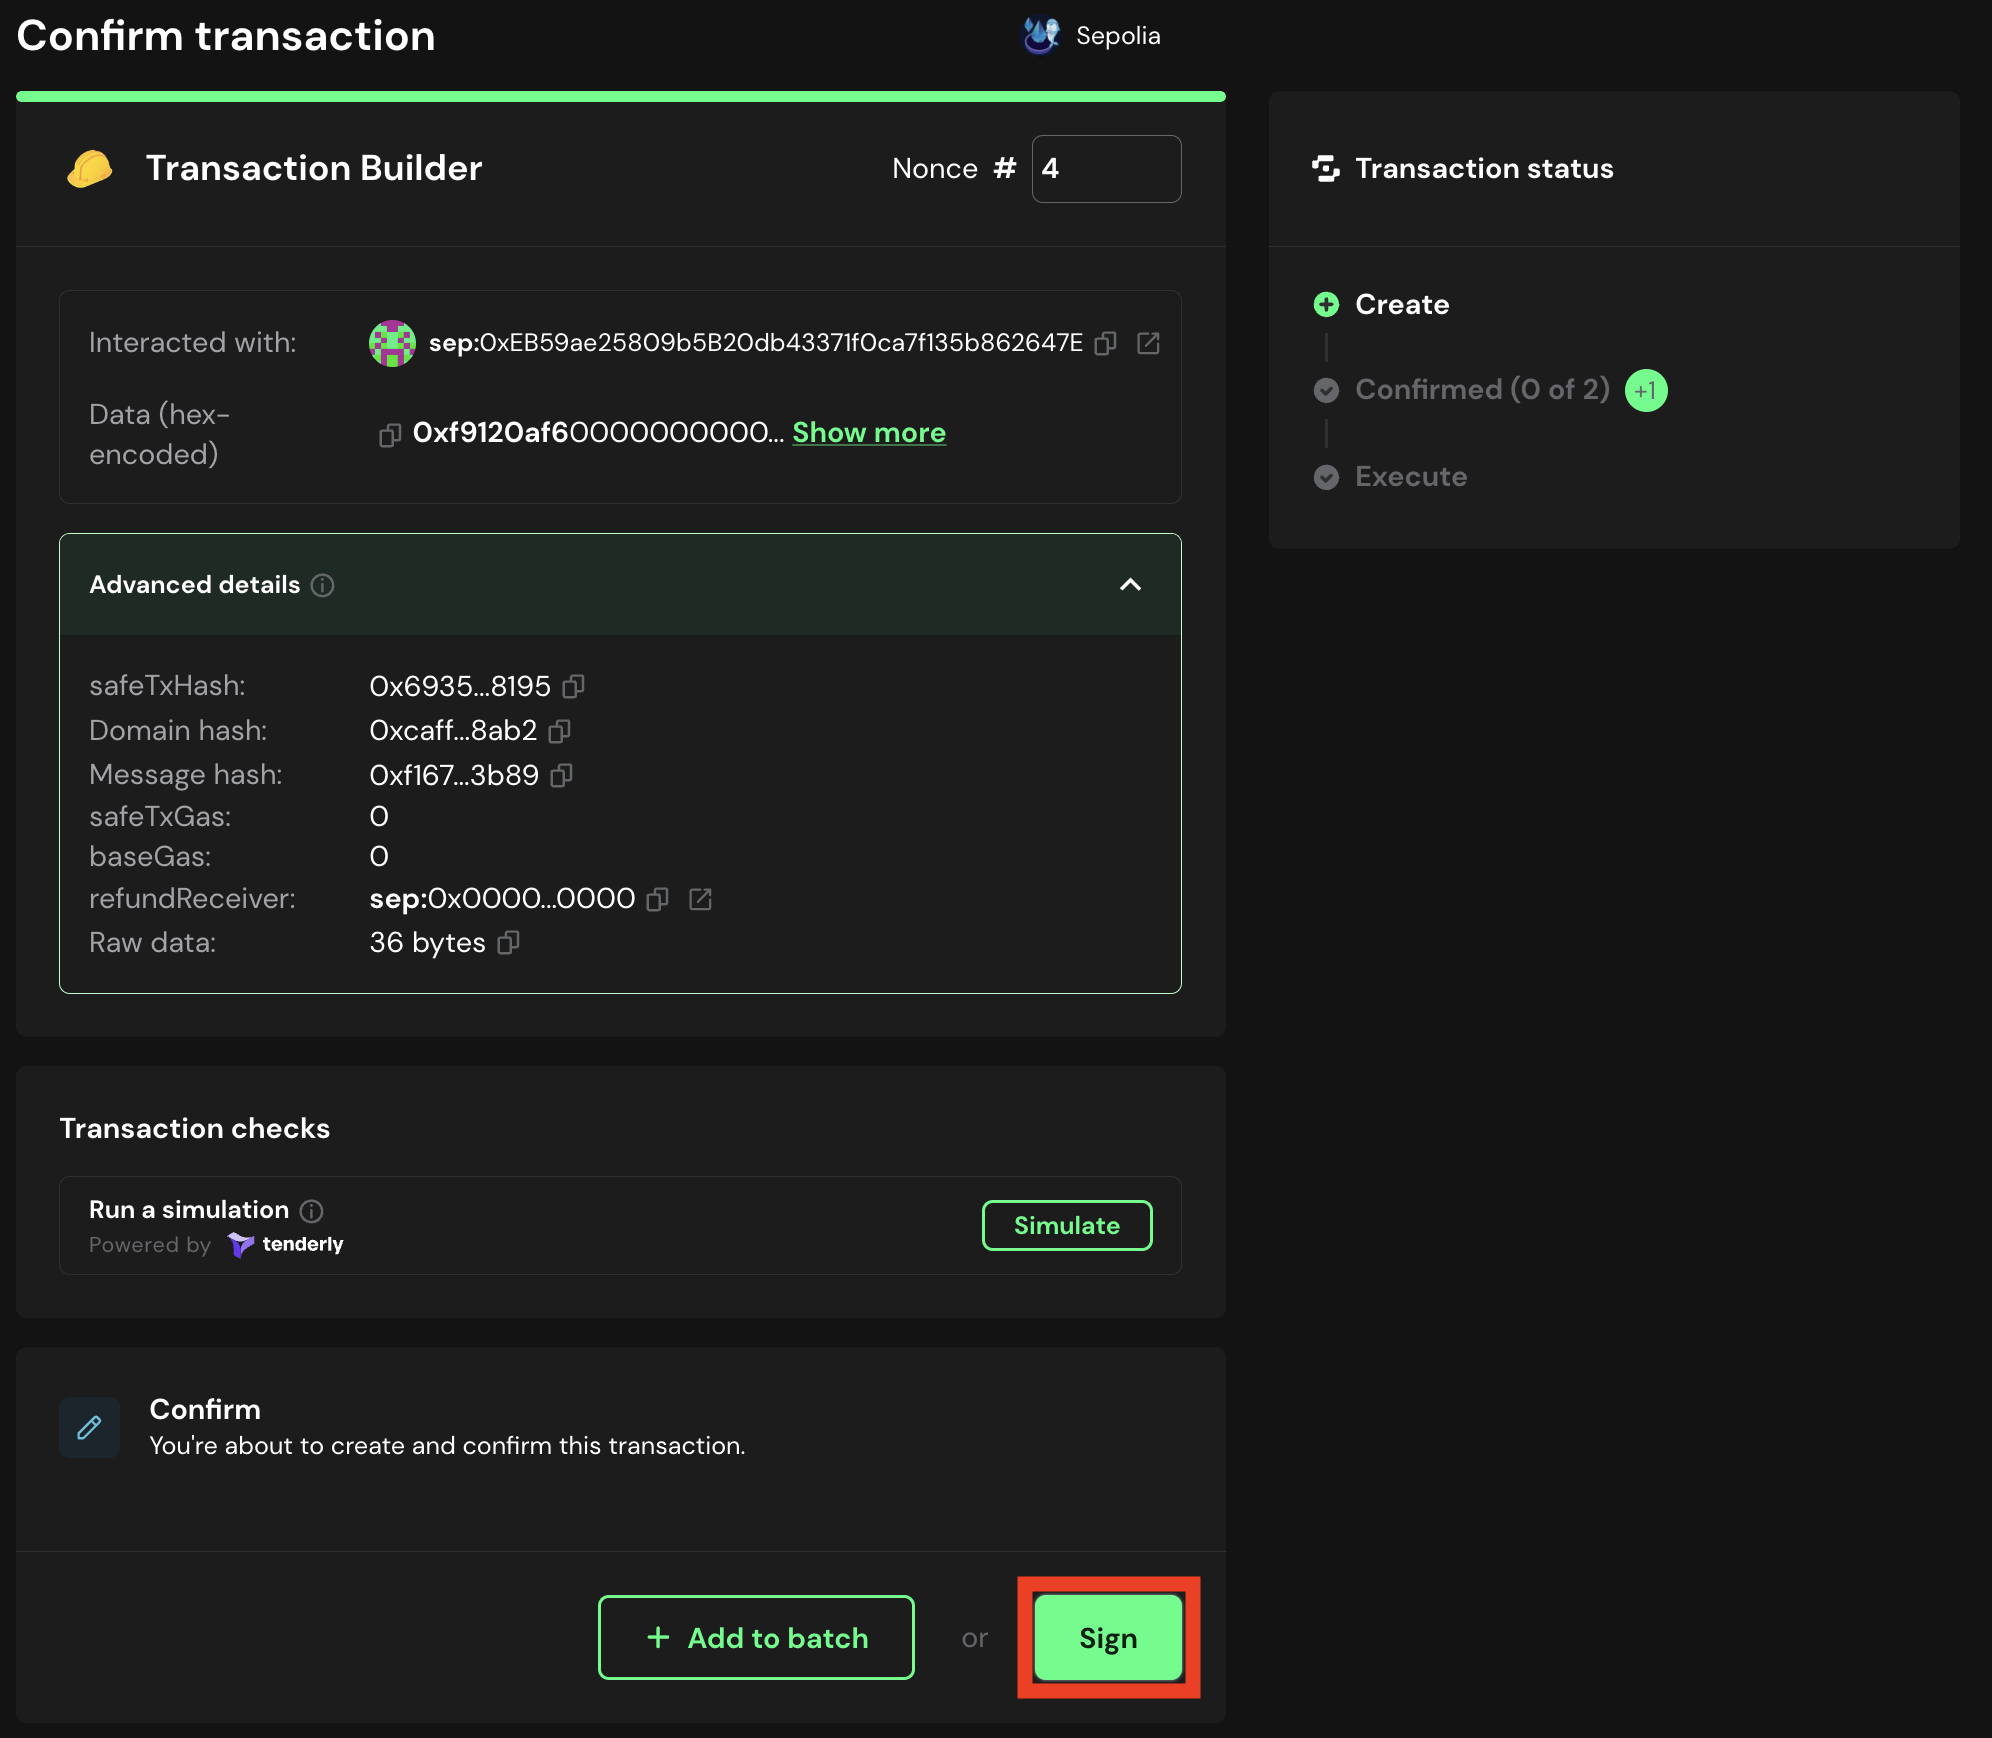 Confirm transaction
Sepolia
Transaction Builder
Nonce # 4
Interacted with: sep:0xEB59ae25809b5B20db43371f0ca7f135b862647E
Data (hex-
encoded)
0xf9120af60000000000... Show more
Advanced details
safeTxHash: 0x6935...8195
Domain hash: 0xcaff...8ab2
Message hash: 0xf167...3b89
safeTxGas: 0
baseGas: 0
refundReceiver: sep:0x0000...0000
Raw data: 36 bytes
Transaction checks
Run a simulation
Powered by tenderly
Simulate
Confirm
You're about to create and confirm this transaction.
+ Add to batch or Sign
Transaction status
Create
Confirmed (0 of 2) +1
Execute